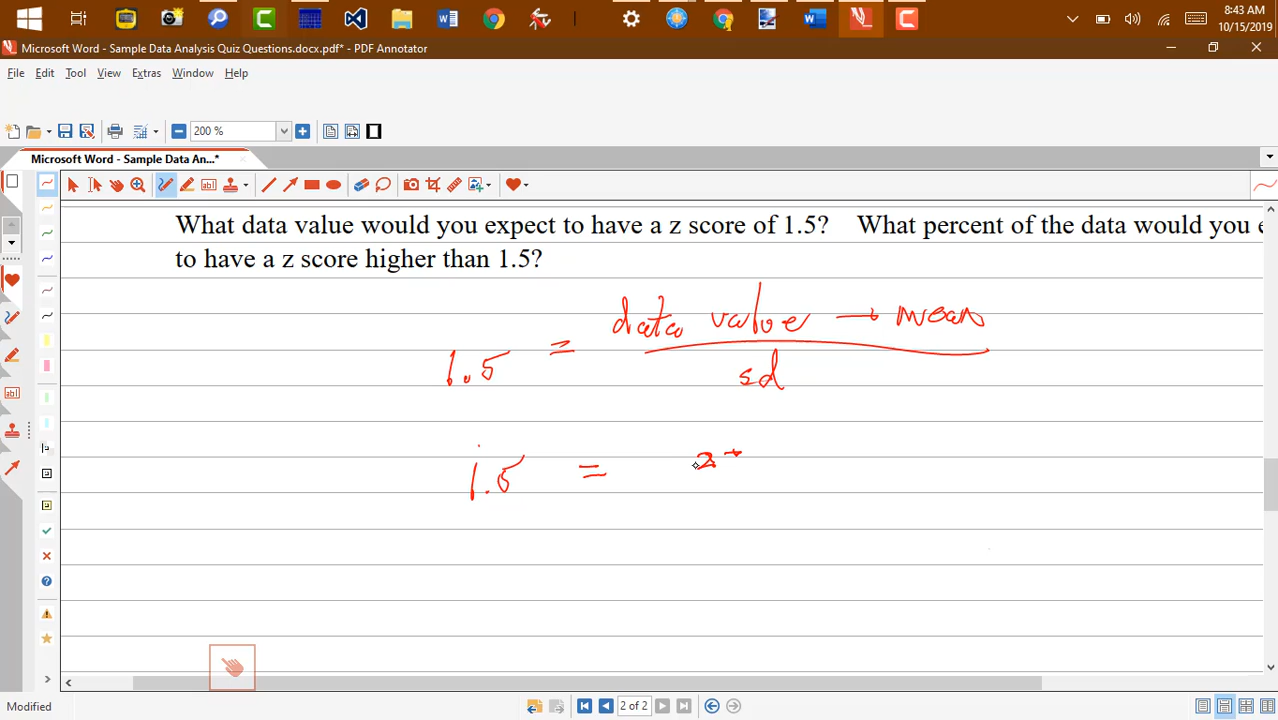 8:43 AM
10/15/2019
Microsoft Word - Sample Data Analysis Quiz Questions.docx.pdf* - PDF Annotator
File Edit Tool View Extras Window Help
200 %
Microsoft Word - Sample Data An...*
What data value would you expect to have a z score of 1.5? What percent of the data would you e
to have a z score higher than 1.5?
data value - mean
1.5 =
sd
1.5 =
2 of 2
Modified